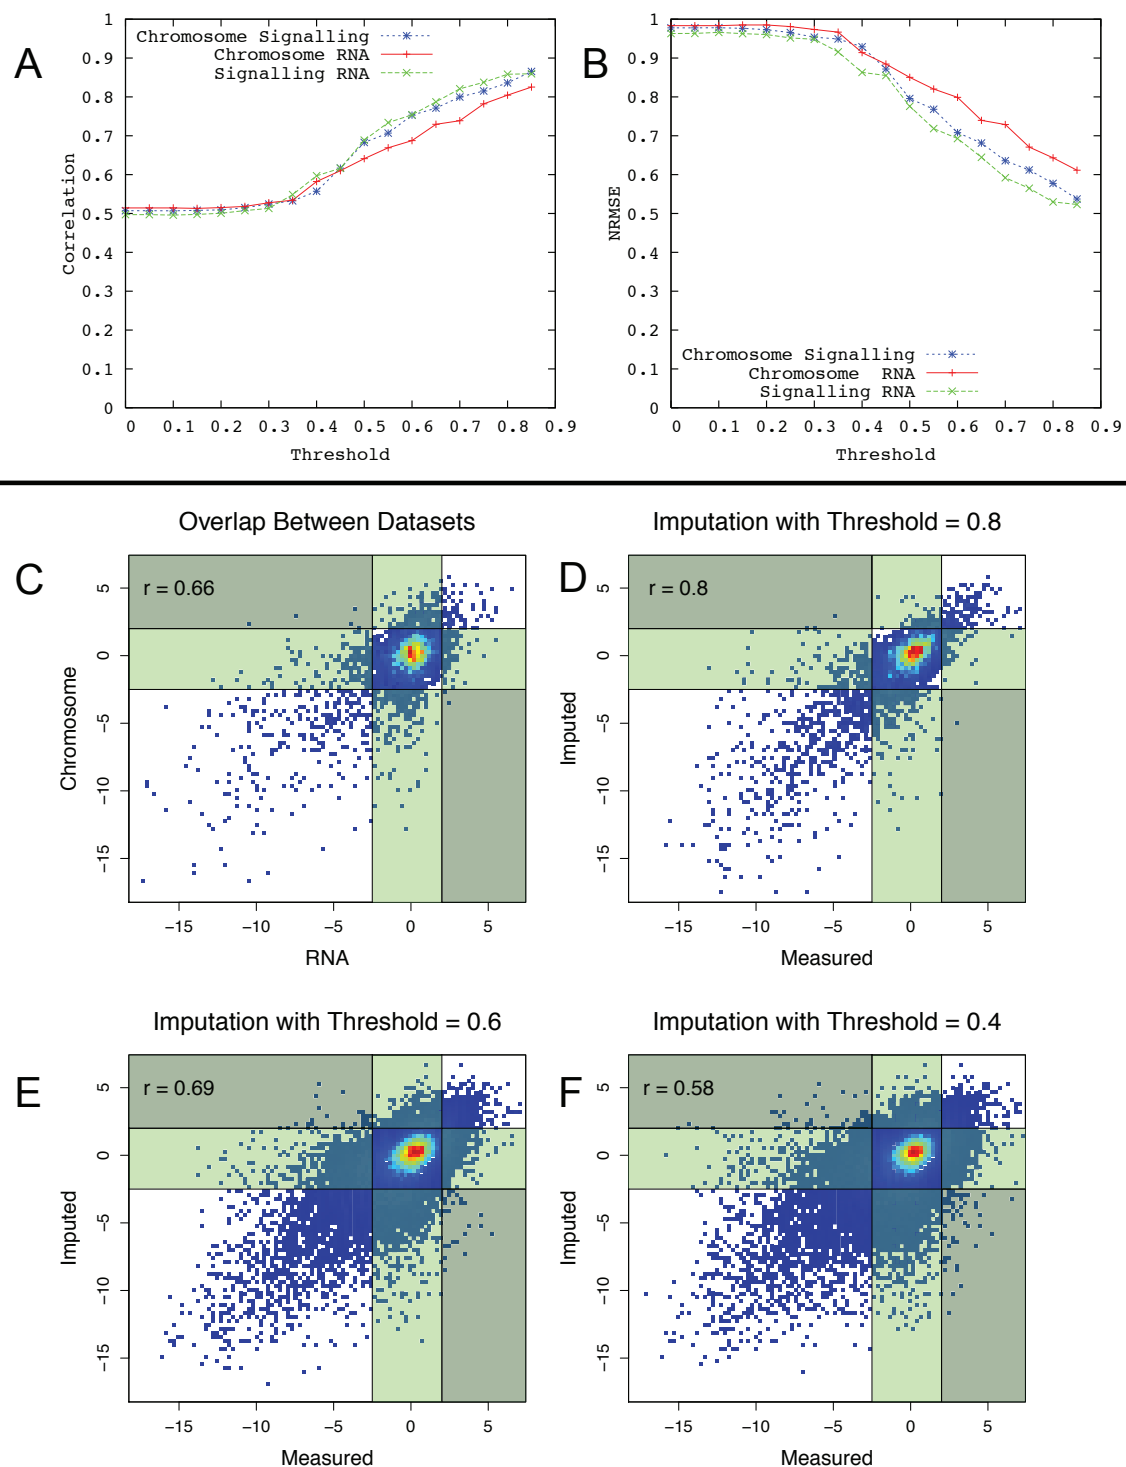 A
Chromosome Signalling
Chromosome RNA
Signalling RNA
1
0.9
0.8
0.7
0.6
0.5
0.4
0.3
0.2
0.1
0
Correlation
0 0.1 0.2 0.3 0.4 0.5 0.6 0.7 0.8 0.9
Threshold
B
1
0.9
0.8
0.7
0.6
0.5
0.4
0.3
0.2
0.1
0
NRMSE
Chromosome Signalling
Chromosome RNA
Signalling RNA
0 0.1 0.2 0.3 0.4 0.5 0.6 0.7 0.8 0.9
Threshold
C
Overlap Between Datasets
r = 0.66
5
0
−5
−10
−15
Chromosome
−15 −10 −5 0 5
RNA
D
Imputation with Threshold = 0.8
r = 0.8
5
0
−5
−10
−15
Imputed
−15 −10 −5 0 5
Measured
E
Imputation with Threshold = 0.6
r = 0.69
5
0
−5
−10
−15
Imputed
−15 −10 −5 0 5
Measured
F
Imputation with Threshold = 0.4
r = 0.58
5
0
−5
−10
−15
Imputed
−15 −10 −5 0 5
Measured